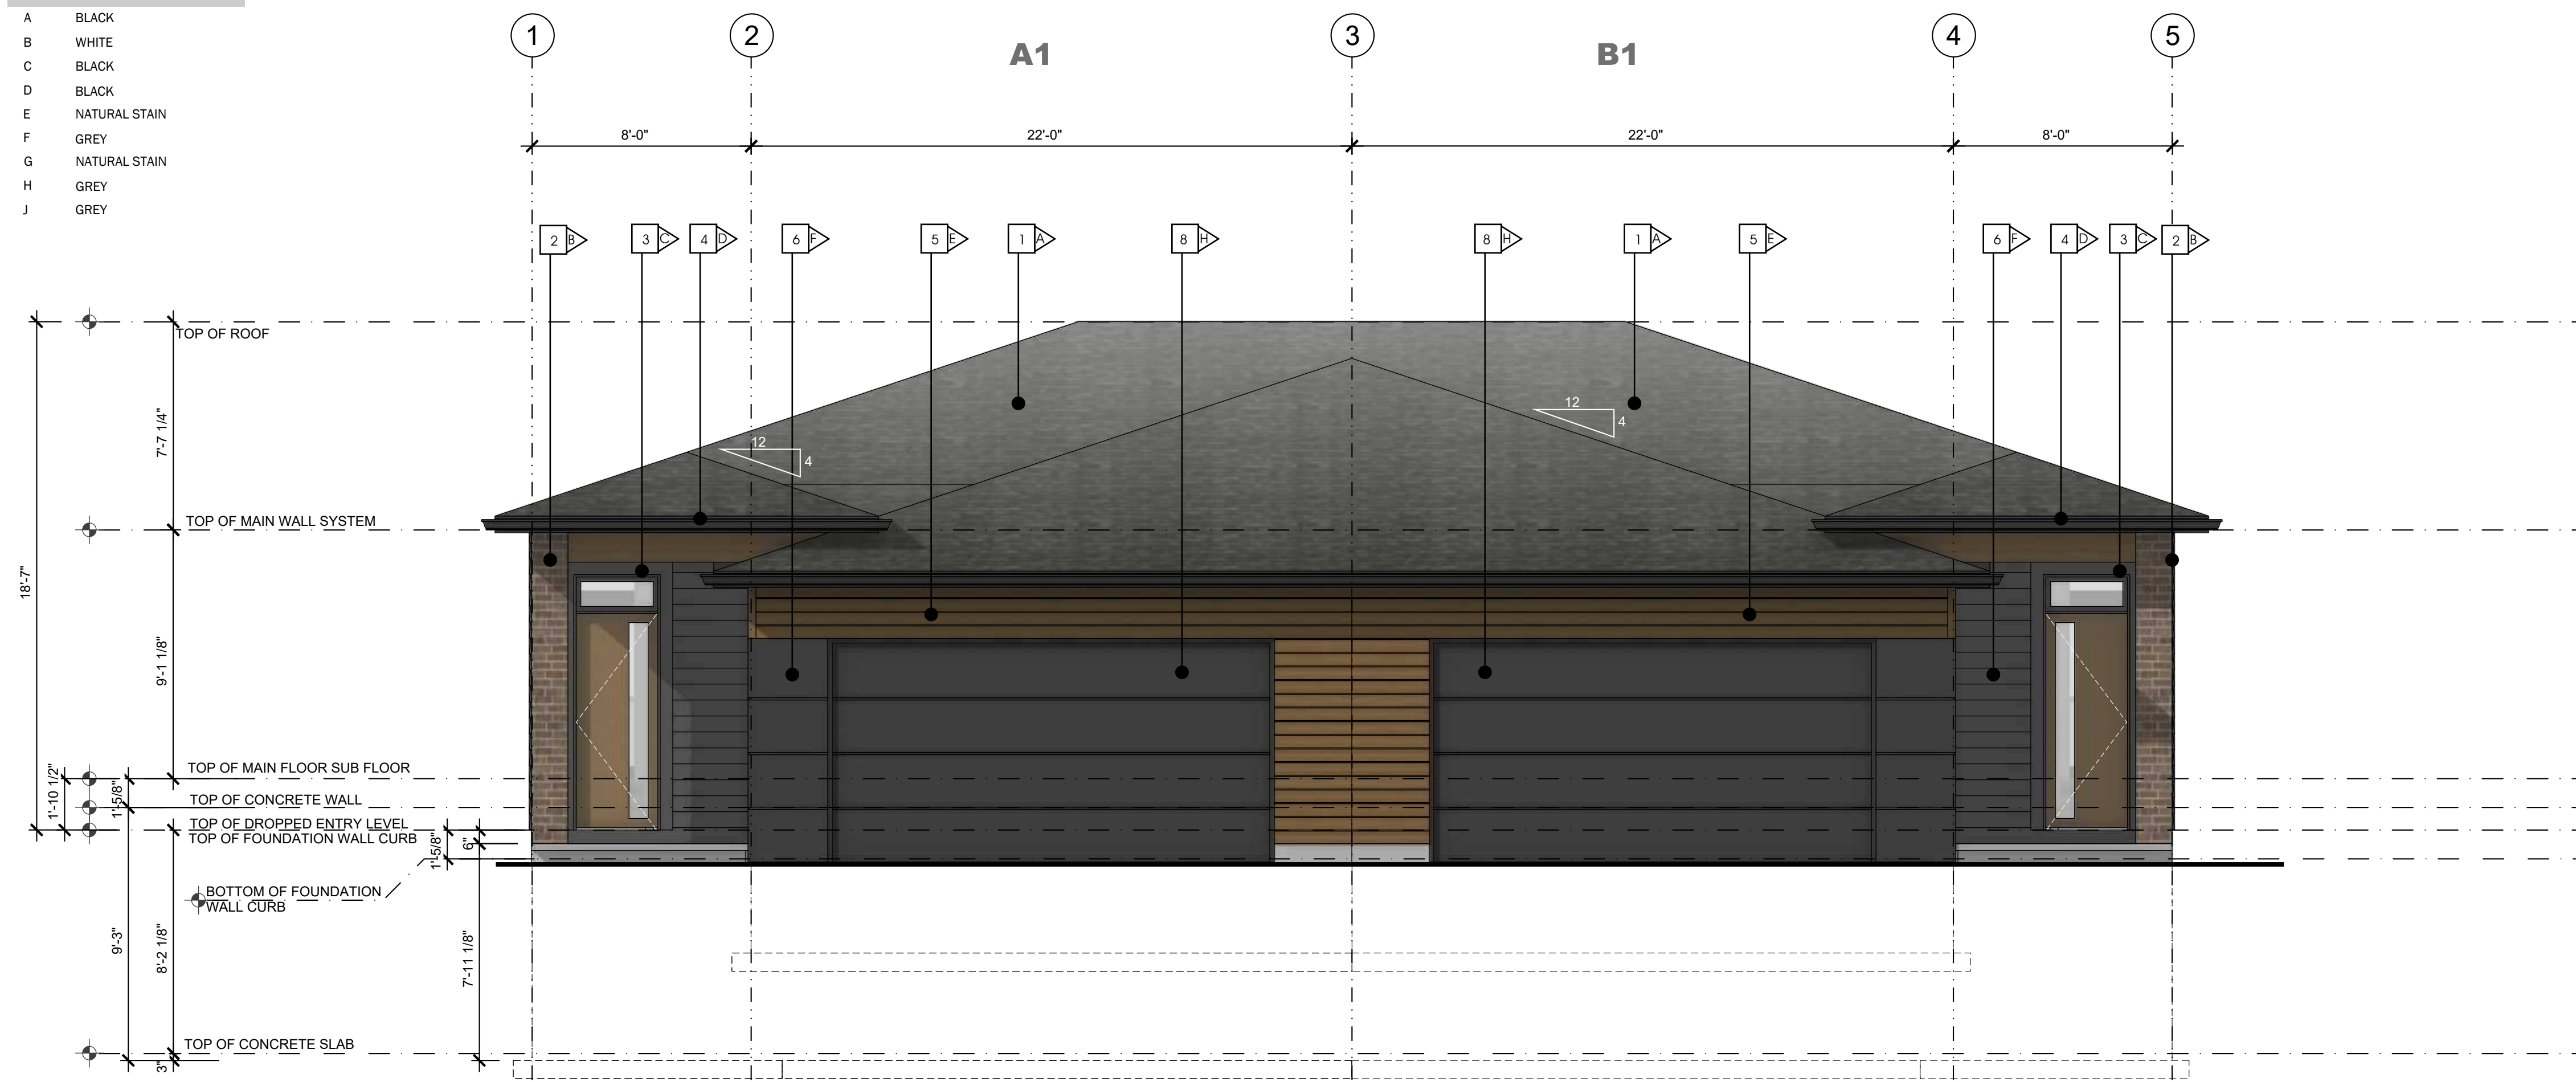 A BLACK
B WHITE
C BLACK
D BLACK
E NATURAL STAIN
F GREY
G NATURAL STAIN
H GREY
J GREY
1 2 3 4 5
A1 B1
8'-0" 22'-0" 22'-0" 8'-0"
2 B 3 C 4 D 6 F 5 E 1 A 8 H 8 H 1 A 5 E 6 F 4 D 3 C 2 B
TOP OF ROOF
12
4
12
4
7'-7 1/4"
TOP OF MAIN WALL SYSTEM
18'-7"
9'-1 1/8"
TOP OF MAIN FLOOR SUB FLOOR
1'-10 1/2"
1'-5/8"
TOP OF CONCRETE WALL
TOP OF DROPPED ENTRY LEVEL
TOP OF FOUNDATION WALL CURB
1'-5/8"
6"
BOTTOM OF FOUNDATION
WALL CURB
9'-3"
8'-2 1/8"
7'-11 1/8"
TOP OF CONCRETE SLAB
3"